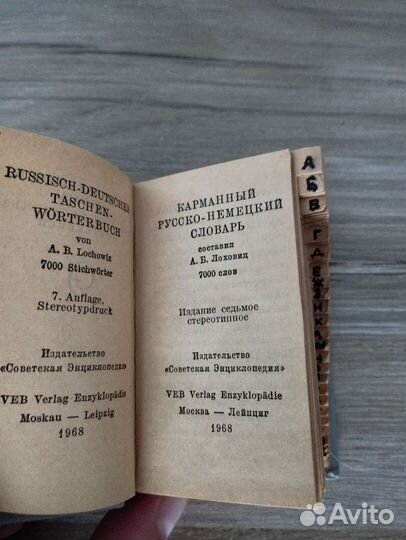 RUSSISCH-DEUTSCHES
TASCHEN-
WÖRTERBUCH
von
A. B. Lochowiz
7000 Stichwörter
7. Auflage,
Stereotypdruck
Издательство
«Советская Энциклопедия»
VEB Verlag Enzyklopädie
Moskau — Leipzig
1968
КАРМАННЫЙ
РУССКО-НЕМЕЦКИЙ
СЛОВАРЬ
составил
А. Б. Лоховиц
7000 слов
Издание седьмое
стереотипное
Издательство
«Советская Энциклопедия»
VEB Verlag Enzyklopädie
Москва — Лейпциг
1968
А
Б
В
Г
Д
Е
Avito